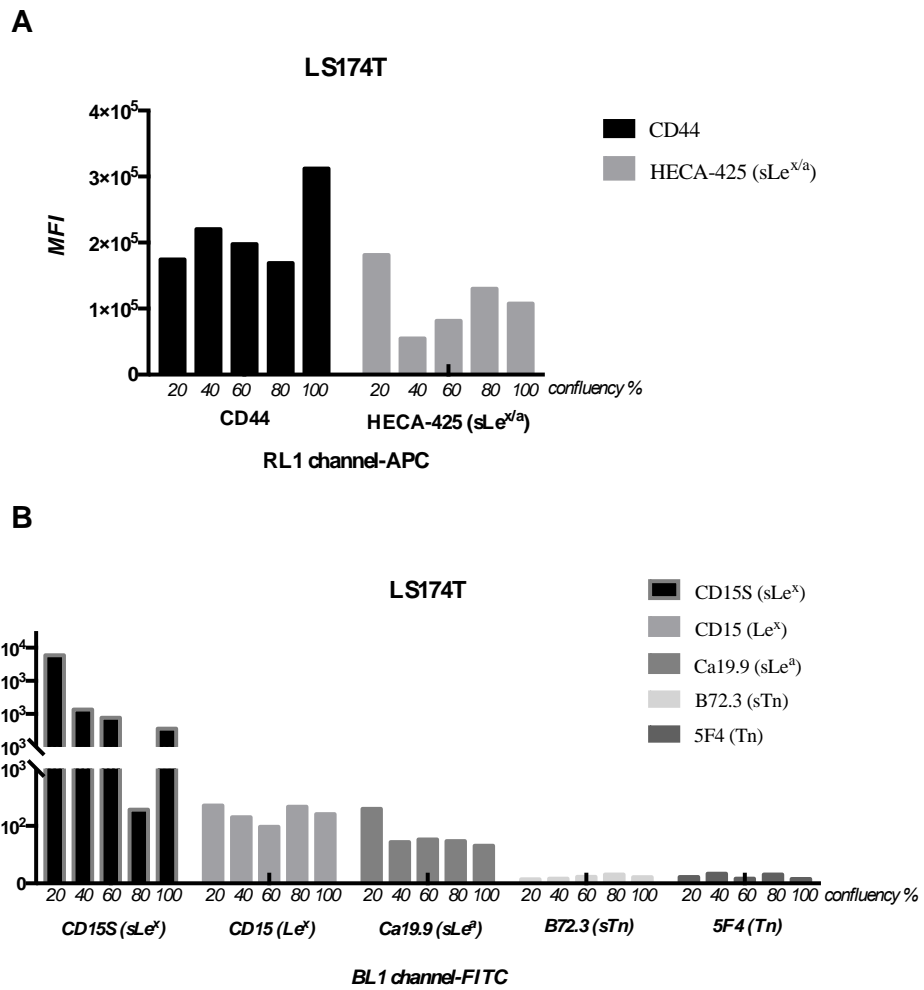 A
LS174T
4×10⁵
3×10⁵
2×10⁵
1×10⁵
0
MFI
CD44
HECA-425 (sLeˣ/ᵃ)
20 40 60 80 100 20 40 60 80 100 confluency %
CD44 HECA-425 (sLeˣ/ᵃ)
RL1 channel-APC
B
LS174T
CD15S (sLeˣ)
CD15 (Leˣ)
Ca19.9 (sLeᵃ)
B72.3 (sTn)
5F4 (Tn)
10⁴
10³
10³
10³
10³
10²
0
20 40 60 80 100 20 40 60 80 100 20 40 60 80 100 20 40 60 80 100 20 40 60 80 100 confluency %
CD15S (sLeˣ) CD15 (Leˣ) Ca19.9 (sLeᵃ) B72.3 (sTn) 5F4 (Tn)
BL1 channel-FITC